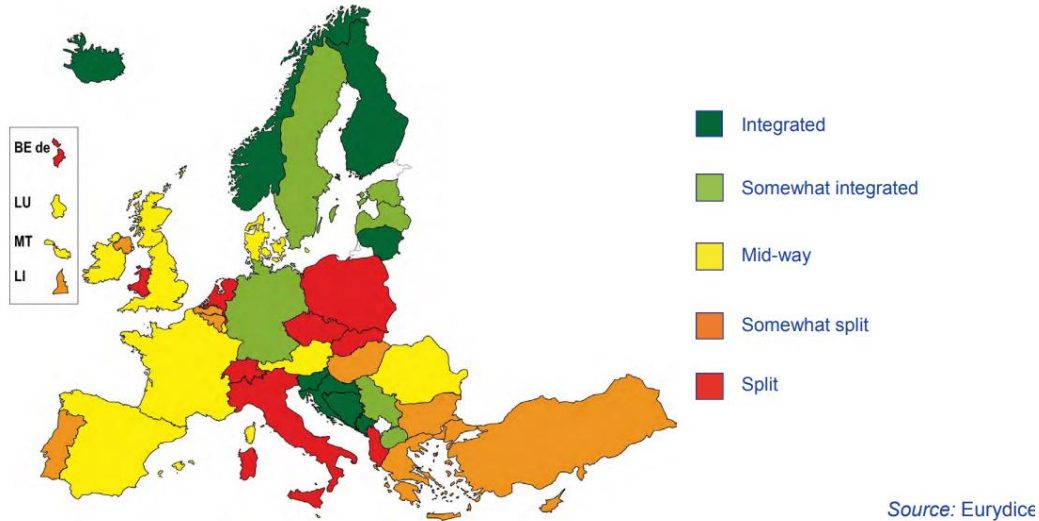 BE de
LU
MT
LI
Integrated
Somewhat integrated
Mid-way
Somewhat split
Split
Source: Eurydice